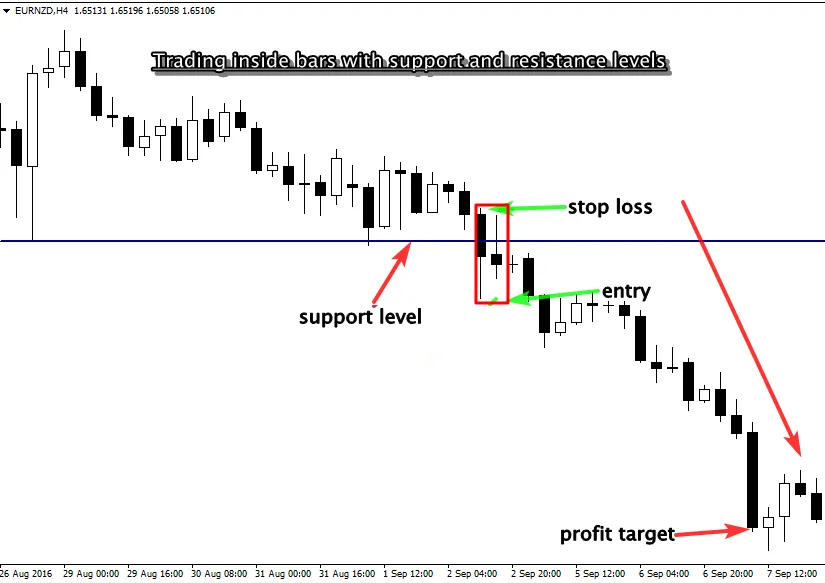 EURNZD,H4 1.65131 1.65196 1.65058 1.65106
Trading inside bars with support and resistance levels
stop loss
entry
support level
profit target
26 Aug 2016 29 Aug 00:00 29 Aug 16:00 30 Aug 08:00 31 Aug 00:00 31 Aug 16:00 1 Sep 12:00 2 Sep 04:00 2 Sep 20:00 5 Sep 12:00 6 Sep 04:00 6 Sep 20:00 7 Sep 12:00